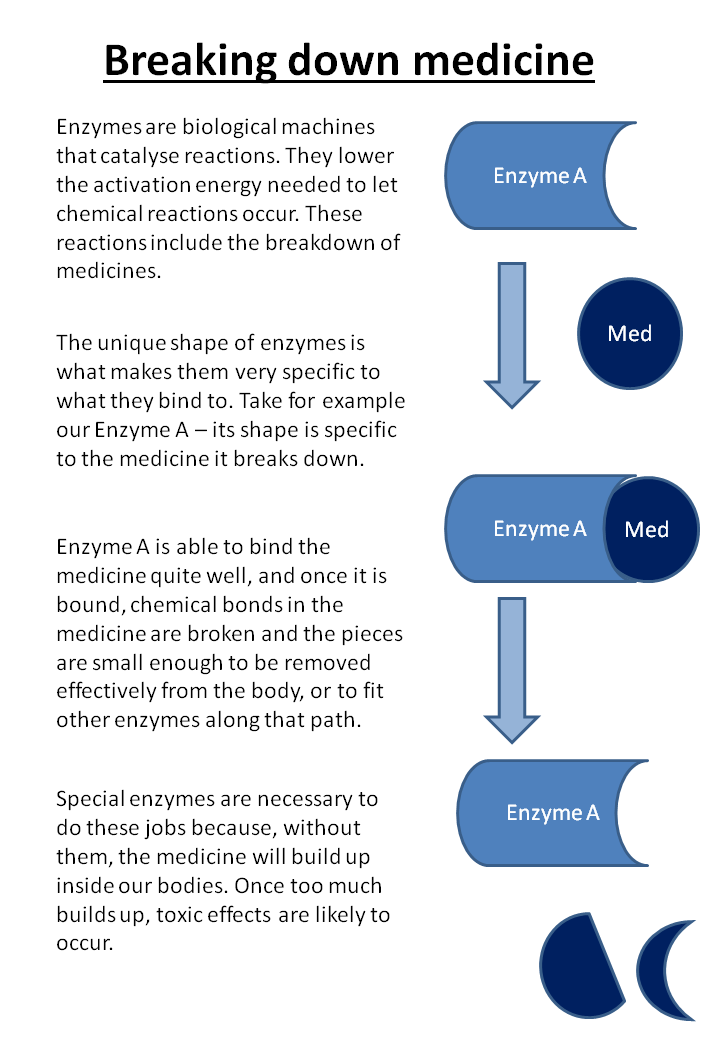 Breaking down medicine
Enzymes are biological machines
that catalyse reactions. They lower
the activation energy needed to let
chemical reactions occur. These
reactions include the breakdown of
medicines.
Enzyme A
Med
The unique shape of enzymes is
what makes them very specific to
what they bind to. Take for example
our Enzyme A – its shape is specific
to the medicine it breaks down.
Enzyme A
Med
Enzyme A is able to bind the
medicine quite well, and once it is
bound, chemical bonds in the
medicine are broken and the pieces
are small enough to be removed
effectively from the body, or to fit
other enzymes along that path.
Special enzymes are necessary to
do these jobs because, without
them, the medicine will build up
inside our bodies. Once too much
builds up, toxic effects are likely to
occur.
Enzyme A